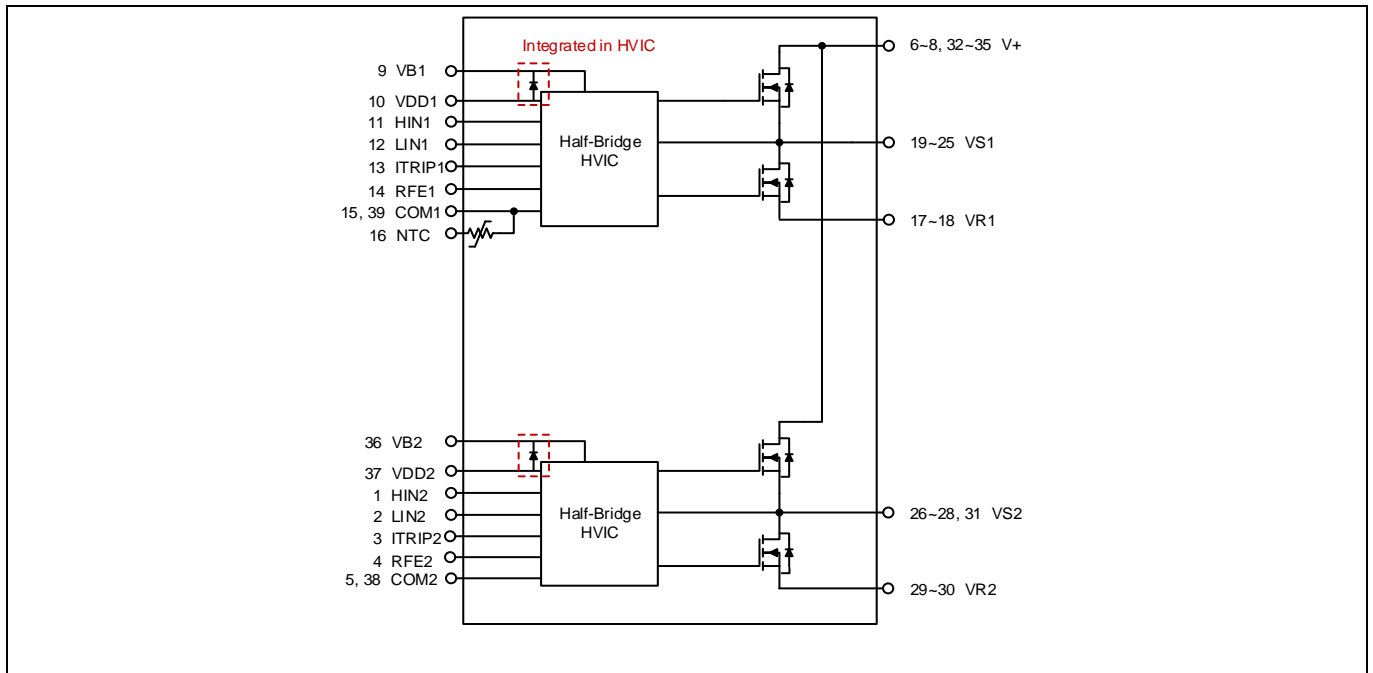 Integrated in HVIC
6~8, 32~35 V+
9 VB1
10 VDD1
11 HIN1
12 LIN1
13 ITRIP1
14 RFE1
15, 39 COM1
16 NTC
Half-Bridge
HVIC
19~25 VS1
17~18 VR1
36 VB2
37 VDD2
1 HIN2
2 LIN2
3 ITRIP2
4 RFE2
5, 38 COM2
Half-Bridge
HVIC
26~28, 31 VS2
29~30 VR2